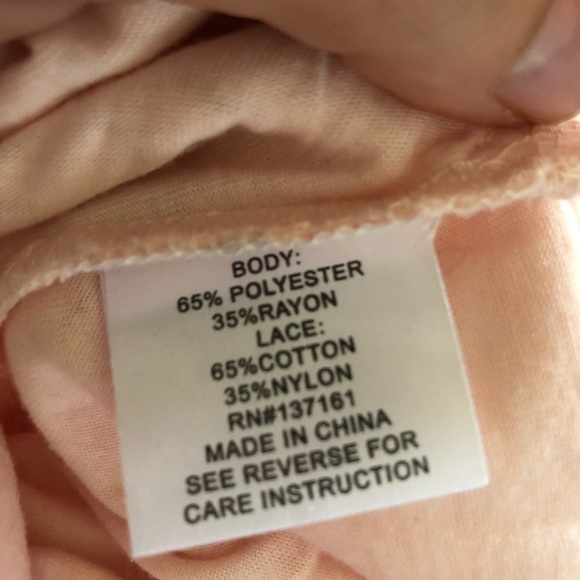 BODY:
65% POLYESTER
35%RAYON
LACE:
65%COTTON
35%NYLON
RN#137161
MADE IN CHINA
SEE REVERSE FOR
CARE INSTRUCTION